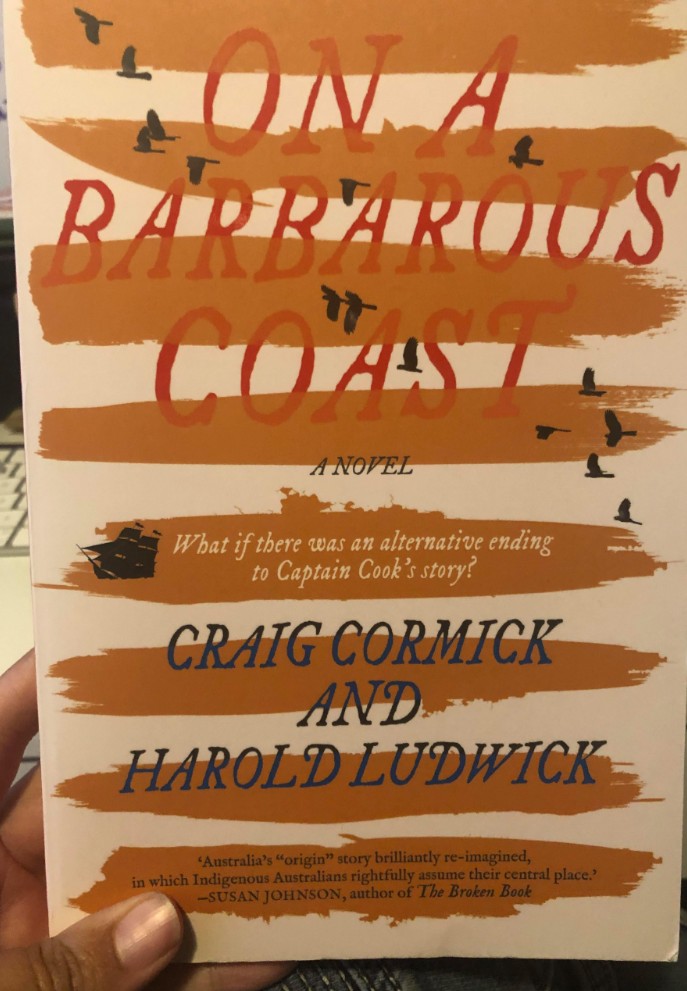 ON A
BARBAROUS
COAST
A NOVEL
What if there was an alternative ending
to Captain Cook's story?
CRAIG CORMICK
AND
HAROLD LUDWICK
'Australia's "origin" story brilliantly re-imagined,
in which Indigenous Australians rightfully assume their central place.'
—SUSAN JOHNSON, author of The Broken Book